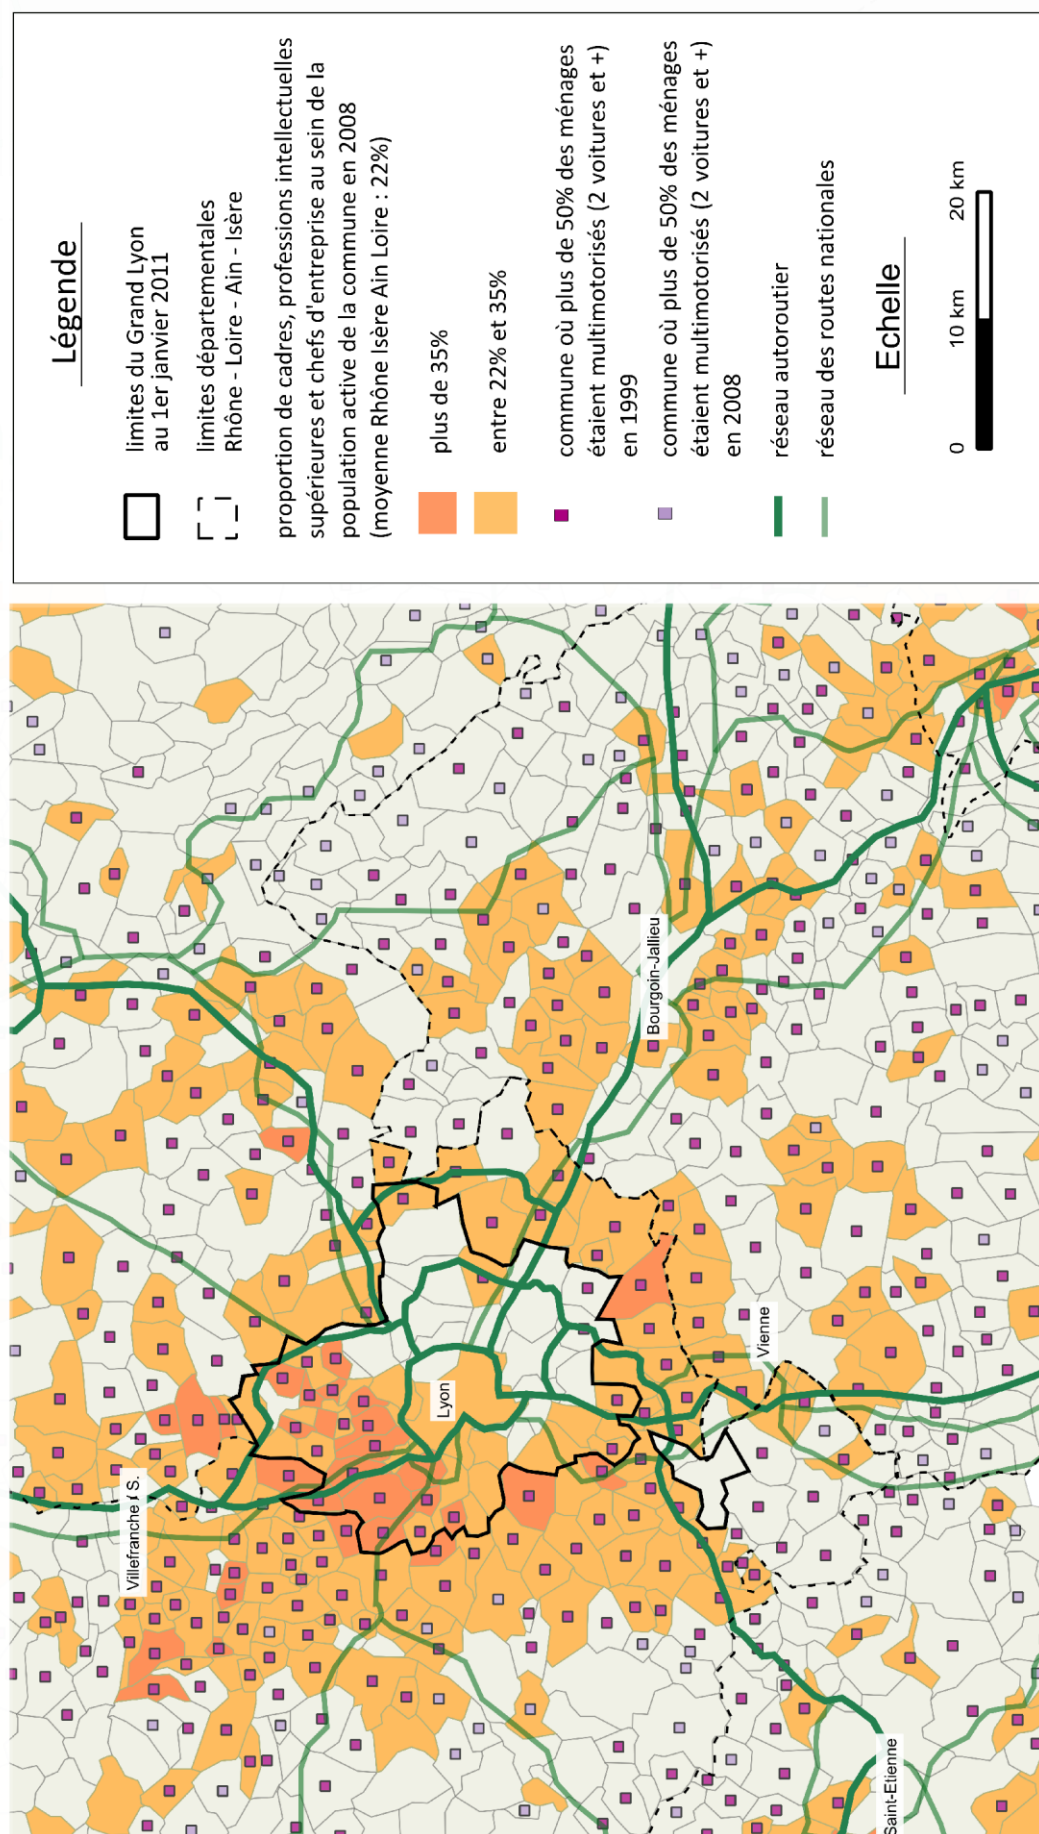 Légende
limites du Grand Lyon
au 1er janvier 2011
limites départementales
Rhône - Loire - Ain - Isère
proportion de cadres, professions intellectuelles
supérieures et chefs d'entreprise au sein de la
population active de la commune en 2008
(moyenne Rhône Isère Ain Loire : 22%)
plus de 35%
entre 22% et 35%
commune où plus de 50% des ménages
étaient multimotorisés (2 voitures et +)
en 1999
commune où plus de 50% des ménages
étaient multimotorisés (2 voitures et +)
en 2008
réseau autoroutier
réseau des routes nationales
Echelle
0 10 km 20 km
Villefranche / S.
Lyon
Bourgoin-Jallieu
Vienne
Saint-Etienne